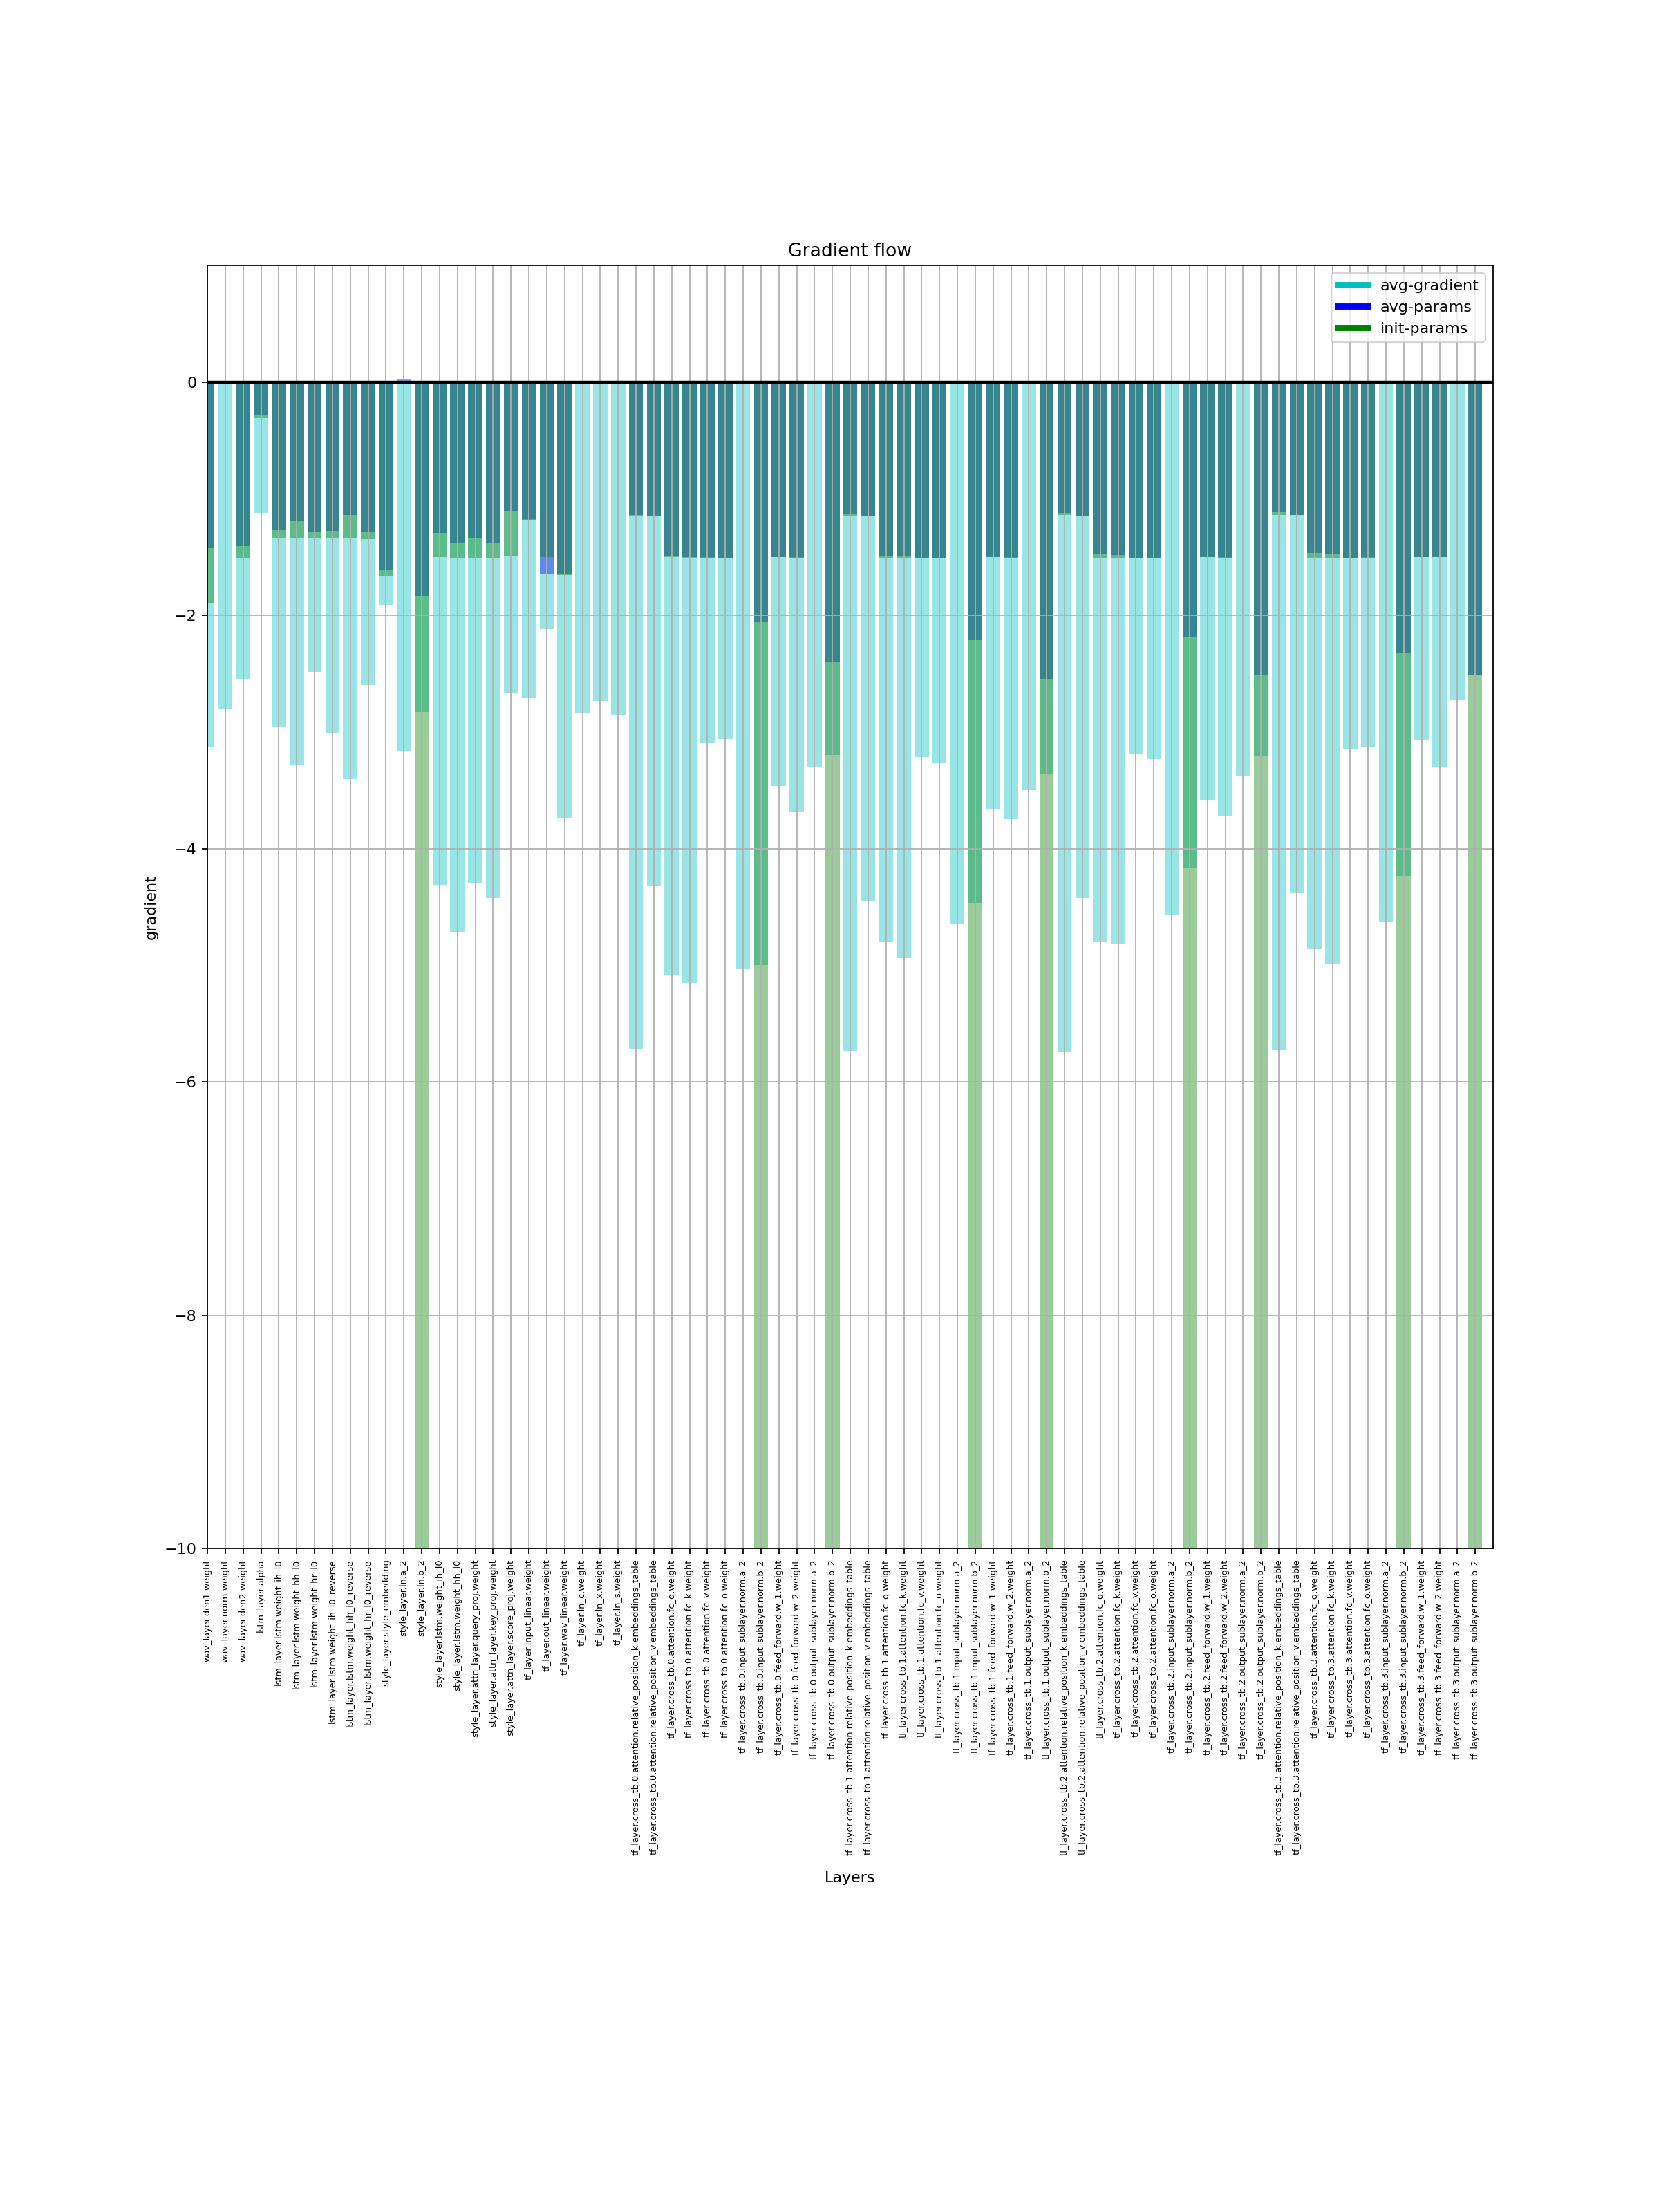 Gradient flow
avg-gradient
avg-params
init-params
gradient
0
−2
−4
−6
−8
−10
wav_layer.den1.weight
wav_layer.norm.weight
wav_layer.den2.weight
lstm_layer.alpha
lstm_layer.lstm.weight_ih_l0
lstm_layer.lstm.weight_hh_l0
lstm_layer.lstm.weight_hr_l0
lstm_layer.lstm.weight_ih_l0_reverse
lstm_layer.lstm.weight_hh_l0_reverse
lstm_layer.lstm.weight_hr_l0_reverse
style_layer.style_embedding
style_layer.ln.a_2
style_layer.ln.b_2
style_layer.lstm.weight_ih_l0
style_layer.lstm.weight_hh_l0
style_layer.attn_layer.query_proj.weight
style_layer.attn_layer.key_proj.weight
style_layer.attn_layer.score_proj.weight
tf_layer.input_linear.weight
tf_layer.out_linear.weight
tf_layer.wav_linear.weight
tf_layer.ln_c.weight
tf_layer.ln_x.weight
tf_layer.ln_s.weight
tf_layer.cross_tb.0.attention.relative_position_k.embeddings_table
tf_layer.cross_tb.0.attention.relative_position_v.embeddings_table
tf_layer.cross_tb.0.attention.fc_q.weight
tf_layer.cross_tb.0.attention.fc_k.weight
tf_layer.cross_tb.0.attention.fc_v.weight
tf_layer.cross_tb.0.attention.fc_o.weight
tf_layer.cross_tb.0.input_sublayer.norm.a_2
tf_layer.cross_tb.0.input_sublayer.norm.b_2
tf_layer.cross_tb.0.feed_forward.w_1.weight
tf_layer.cross_tb.0.feed_forward.w_2.weight
tf_layer.cross_tb.0.output_sublayer.norm.a_2
tf_layer.cross_tb.0.output_sublayer.norm.b_2
tf_layer.cross_tb.1.attention.relative_position_k.embeddings_table
tf_layer.cross_tb.1.attention.relative_position_v.embeddings_table
tf_layer.cross_tb.1.attention.fc_q.weight
tf_layer.cross_tb.1.attention.fc_k.weight
tf_layer.cross_tb.1.attention.fc_v.weight
tf_layer.cross_tb.1.attention.fc_o.weight
tf_layer.cross_tb.1.input_sublayer.norm.a_2
tf_layer.cross_tb.1.input_sublayer.norm.b_2
tf_layer.cross_tb.1.feed_forward.w_1.weight
tf_layer.cross_tb.1.feed_forward.w_2.weight
tf_layer.cross_tb.1.output_sublayer.norm.a_2
tf_layer.cross_tb.1.output_sublayer.norm.b_2
tf_layer.cross_tb.2.attention.relative_position_k.embeddings_table
tf_layer.cross_tb.2.attention.relative_position_v.embeddings_table
tf_layer.cross_tb.2.attention.fc_q.weight
tf_layer.cross_tb.2.attention.fc_k.weight
tf_layer.cross_tb.2.attention.fc_v.weight
tf_layer.cross_tb.2.attention.fc_o.weight
tf_layer.cross_tb.2.input_sublayer.norm.a_2
tf_layer.cross_tb.2.input_sublayer.norm.b_2
tf_layer.cross_tb.2.feed_forward.w_1.weight
tf_layer.cross_tb.2.feed_forward.w_2.weight
tf_layer.cross_tb.2.output_sublayer.norm.a_2
tf_layer.cross_tb.2.output_sublayer.norm.b_2
tf_layer.cross_tb.3.attention.relative_position_k.embeddings_table
tf_layer.cross_tb.3.attention.relative_position_v.embeddings_table
tf_layer.cross_tb.3.attention.fc_q.weight
tf_layer.cross_tb.3.attention.fc_k.weight
tf_layer.cross_tb.3.attention.fc_v.weight
tf_layer.cross_tb.3.attention.fc_o.weight
tf_layer.cross_tb.3.input_sublayer.norm.a_2
tf_layer.cross_tb.3.input_sublayer.norm.b_2
tf_layer.cross_tb.3.feed_forward.w_1.weight
tf_layer.cross_tb.3.feed_forward.w_2.weight
tf_layer.cross_tb.3.output_sublayer.norm.a_2
tf_layer.cross_tb.3.output_sublayer.norm.b_2
Layers